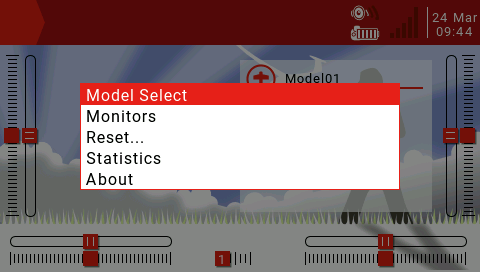 24 Mar
09:44
Model01
Model Select
Monitors
Reset...
Statistics
About
1